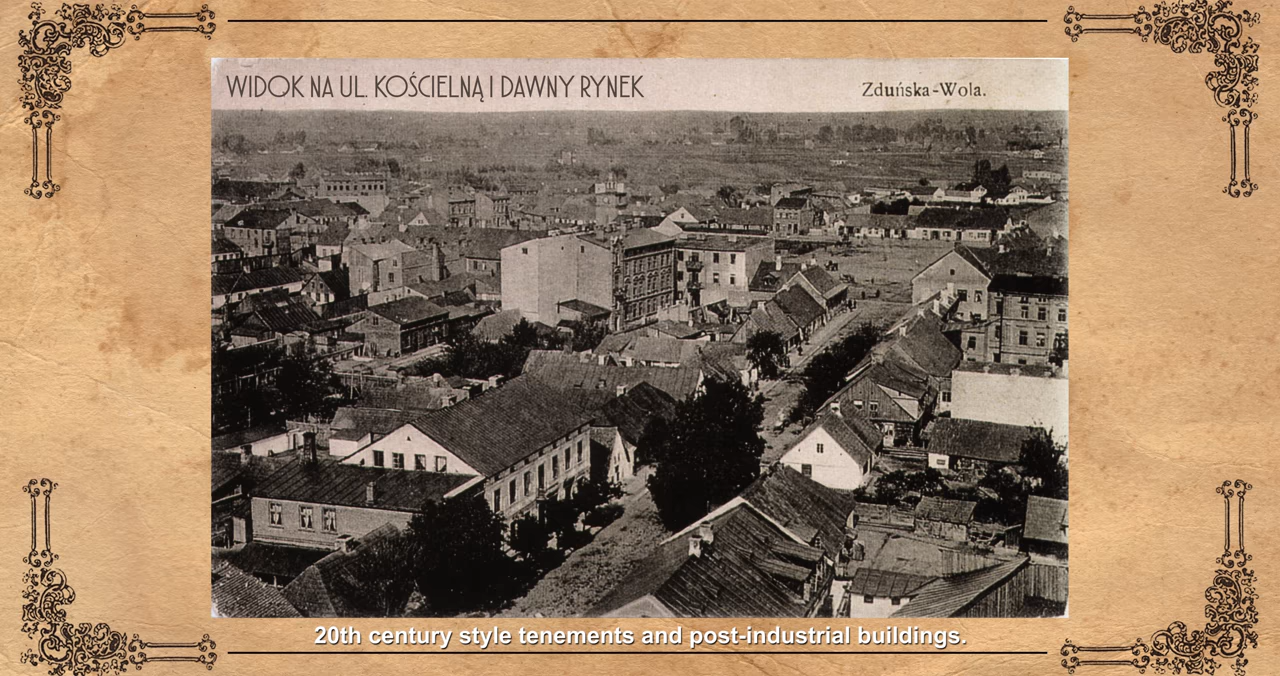 WIDOK NA UL. KOŚCIELNĄ I DAWNY RYNEK
Zduńska-Wola.
20th century style tenements and post-industrial buildings.